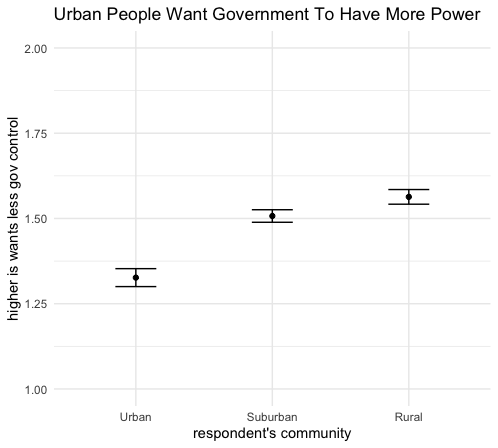 Urban People Want Government To Have More Power
2.00
1.75
1.50
1.25
1.00
higher is wants less gov control
Urban Suburban Rural
respondent's community